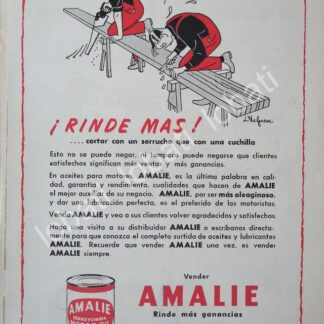 ¡RINDE MAS!
....cortar con un serrucho que con una cuchilla
Esto no se puede negar, ni tampoco puede negarse que clientes
satisfechos significan más ventas y más ganancias.
En aceites para motores AMALIE, es la última palabra en cali-
dad, garantía y rendimiento, cualidades que hacen de AMALIE
el mejor auxiliar de su negocio. AMALIE, por ser más oleaginoso,
y dar una lubricación perfecta, es el preferido de los motoristas.
Venda AMALIE y vea a sus clientes volver agradecidos y satisfechos.
Haga una visita a su distribuidor AMALIE o escríbanos directa-
mente para que conozca el completo surtido de aceites y lubricantes
AMALIE. Recuerde que vender AMALIE una vez, es vender
AMALIE siempre.
Vender
AMALIE
Rinde más ganancias
AMALIE
PENNSYLVANIA
MOTOR OIL